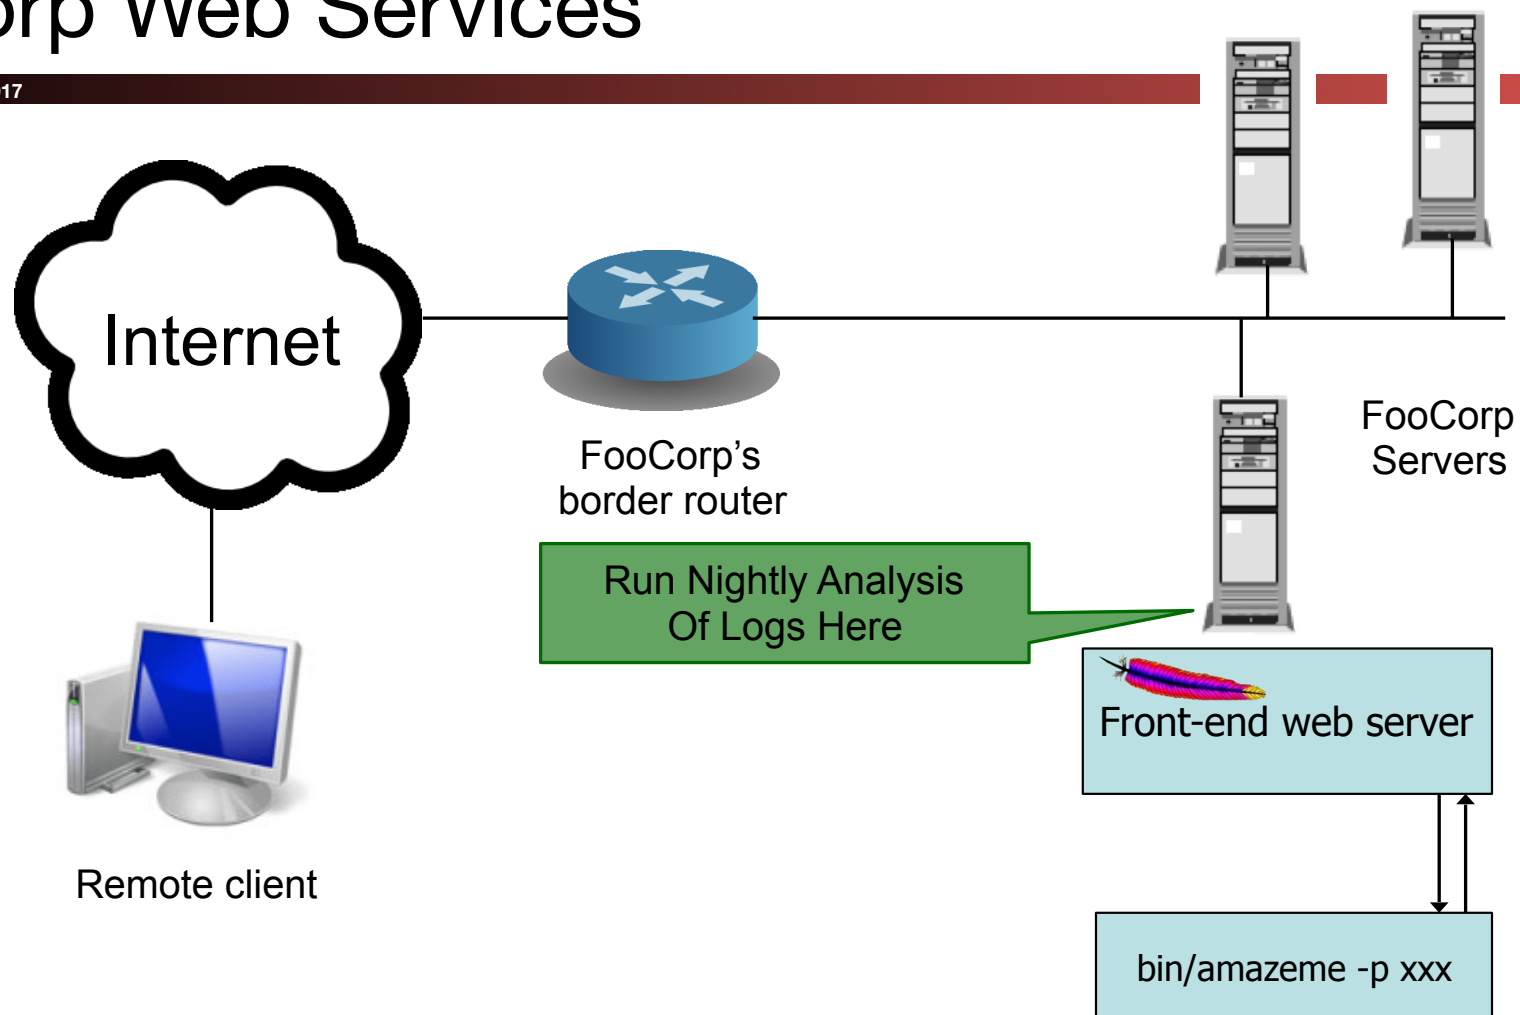 orp Web Services
17
Internet
FooCorp's
border router
FooCorp
Servers
Run Nightly Analysis
Of Logs Here
Front-end web server
Remote client
bin/amazeme -p xxx